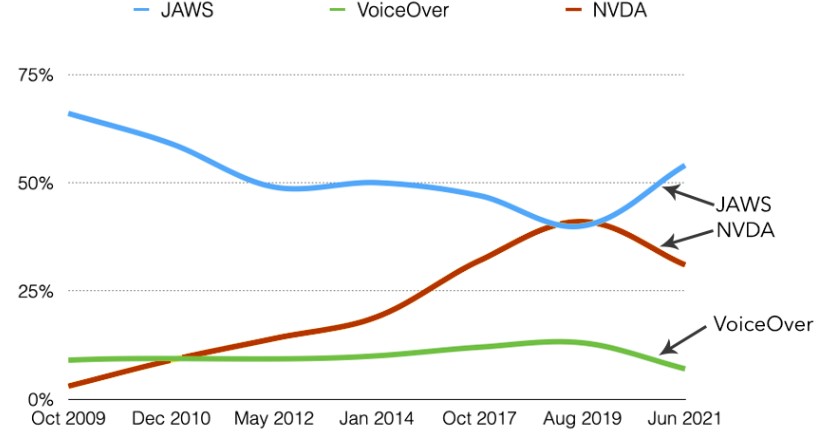 JAWS VoiceOver NVDA
75%
50%
JAWS
NVDA
25%
VoiceOver
0%
Oct 2009 Dec 2010 May 2012 Jan 2014 Oct 2017 Aug 2019 Jun 2021